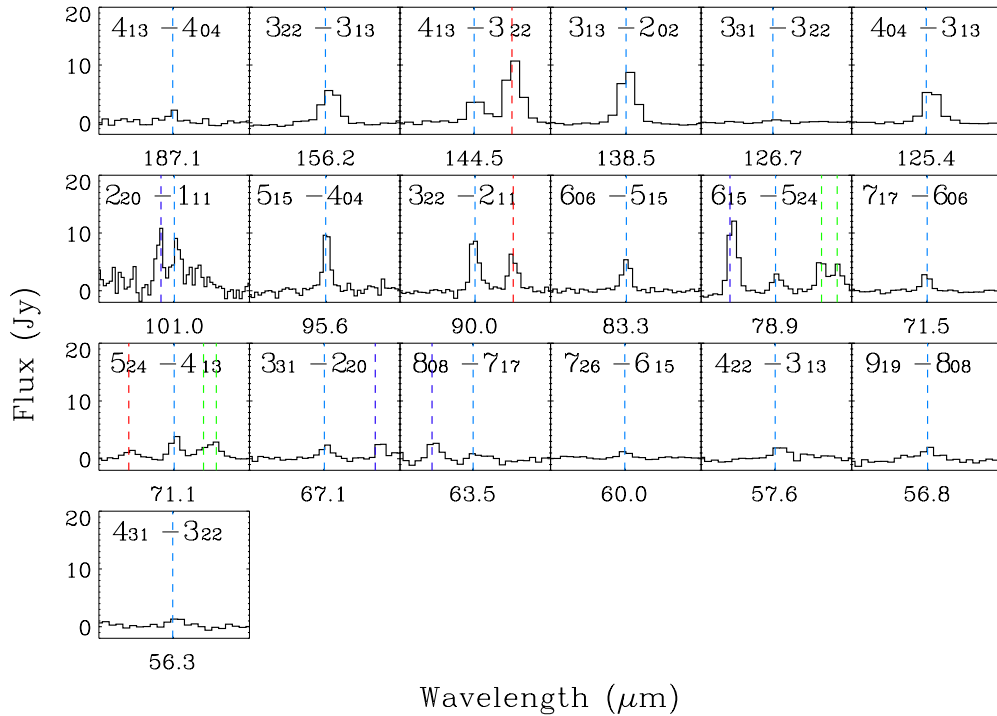 20 4₁₃ −4₀₄ 3₂₂ −3₁₃ 4₁₃ −3₂₂ 3₁₃ −2₀₂ 3₃₁ −3₂₂ 4₀₄ −3₁₃
10
0
187.1 156.2 144.5 138.5 126.7 125.4
20 2₂₀ −1₁₁ 5₁₅ −4₀₄ 3₂₂ −2₁₁ 6₀₆ −5₁₅ 6₁₅ −5₂₄ 7₁₇ −6₀₆
10
0
101.0 95.6 90.0 83.3 78.9 71.5
20 5₂₄ −4₁₃ 3₃₁ −2₂₀ 8₀₈ −7₁₇ 7₂₆ −6₁₅ 4₂₂ −3₁₃ 9₁₉ −8₀₈
10
0
71.1 67.1 63.5 60.0 57.6 56.8
20 4₃₁ −3₂₂
10
0
56.3
Flux (Jy)
Wavelength (μm)